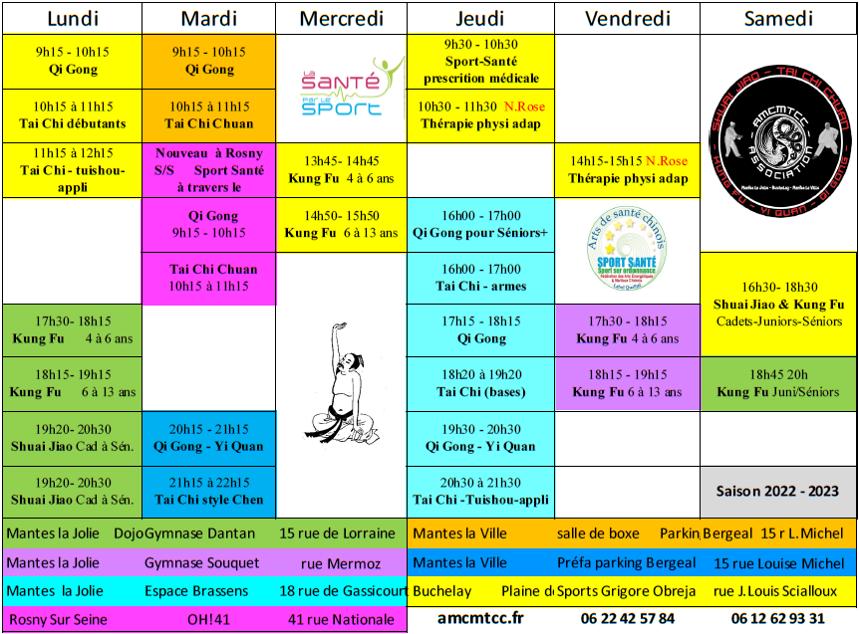 Lundi Mardi Mercredi Jeudi Vendredi Samedi
9h15 - 10h15
Qi Gong
10h15 à 11h15
Tai Chi débutants
11h15 à 12h15
Tai Chi - tuishou-
appli
17h30- 18h15
Kung Fu 4 à 6 ans
18h15- 19h15
Kung Fu 6 à 13 ans
19h20- 20h30
Shuai Jiao Cad à Sén.
19h20- 20h30
Shuai Jiao Cad à Sén.
9h15 - 10h15
Qi Gong
10h15 à 11h15
Tai Chi Chuan
Nouveau à Rosny
S/S Sport Santé
à travers le
Qi Gong
9h15 - 10h15
Tai Chi Chuan
10h15 à 11h15
20h15 - 21h15
Qi Gong - Yi Quan
21h15 à 22h15
Tai Chi style Chen
La
SANTÉ
PAR LE
SPORT
13h45- 14h45
Kung Fu 4 à 6 ans
14h50- 15h50
Kung Fu 6 à 13 ans
9h30 - 10h30
Sport-Santé
prescrition médicale
10h30 - 11h30 N.Rose
Thérapie physi adap
16h00 - 17h00
Qi Gong pour Séniors+
16h00 - 17h00
Tai Chi - armes
17h15 - 18h15
Qi Gong
18h20 à 19h20
Tai Chi (bases)
19h30 - 20h30
Qi Gong - Yi Quan
20h30 à 21h30
Tai Chi -Tuishou-appli
14h15-15h15 N.Rose
Thérapie physi adap
Arts de santé chinois
SPORT SANTÉ
Sport sur ordonnance
17h30 - 18h15
Kung Fu 4 à 6 ans
18h15 - 19h15
Kung Fu 6 à 13 ans
SHUAI JIAO - TAI CHI CHUAN
AMCMTCC
ASSOCIATION
KUNG FU - YI QUAN - QI GONG
16h30- 18h30
Shuai Jiao & Kung Fu
Cadets-Juniors-Séniors
18h45 20h
Kung Fu Juni/Séniors
Saison 2022 - 2023
Mantes la Jolie Dojo Gymnase Dantan 15 rue de Lorraine Mantes la Ville salle de boxe Parkin Bergeal 15 r L.Michel
Mantes la Jolie Gymnase Souquet rue Mermoz Mantes la Ville Préfa parking Bergeal 15 rue Louise Michel
Mantes la Jolie Espace Brassens 18 rue de Gassicourt Buchelay Plaine de Sports Grigore Obreja rue J.Louis Scialloux
Rosny Sur Seine OH!41 41 rue Nationale amcmtcc.fr 06 22 42 57 84 06 12 62 93 31